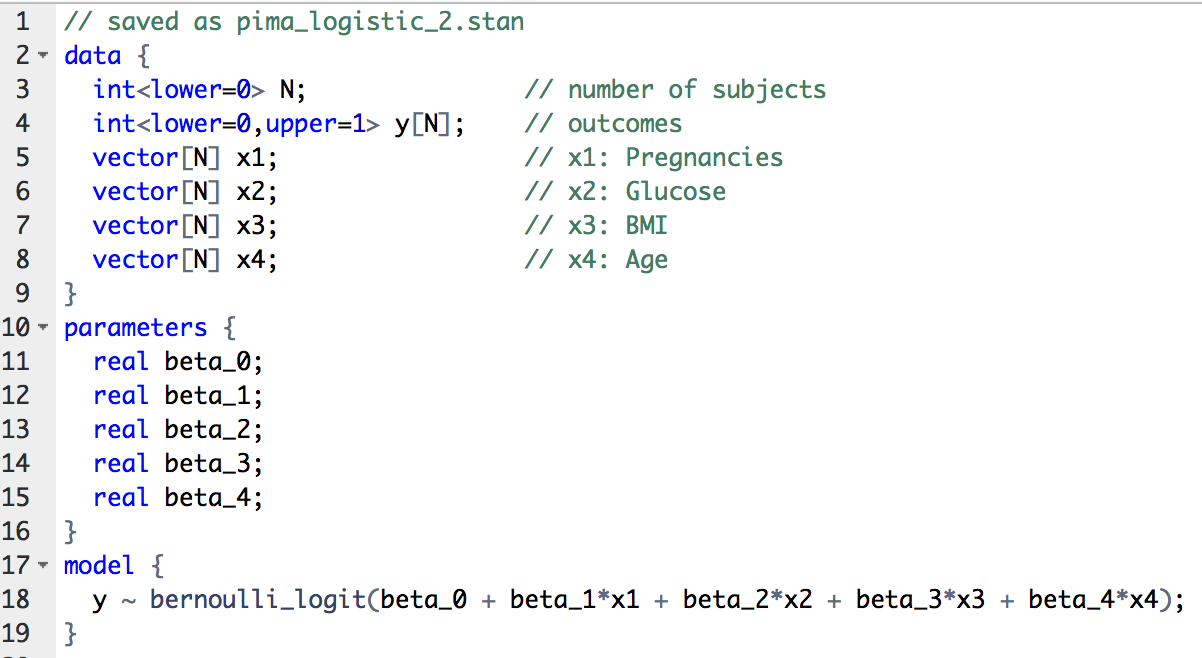 1 // saved as pima_logistic_2.stan
2 data {
3 int<lower=0> N; // number of subjects
4 int<lower=0,upper=1> y[N]; // outcomes
5 vector[N] x1; // x1: Pregnancies
6 vector[N] x2; // x2: Glucose
7 vector[N] x3; // x3: BMI
8 vector[N] x4; // x4: Age
9 }
10 parameters {
11 real beta_0;
12 real beta_1;
13 real beta_2;
14 real beta_3;
15 real beta_4;
16 }
17 model {
18 y ~ bernoulli_logit(beta_0 + beta_1*x1 + beta_2*x2 + beta_3*x3 + beta_4*x4);
19 }